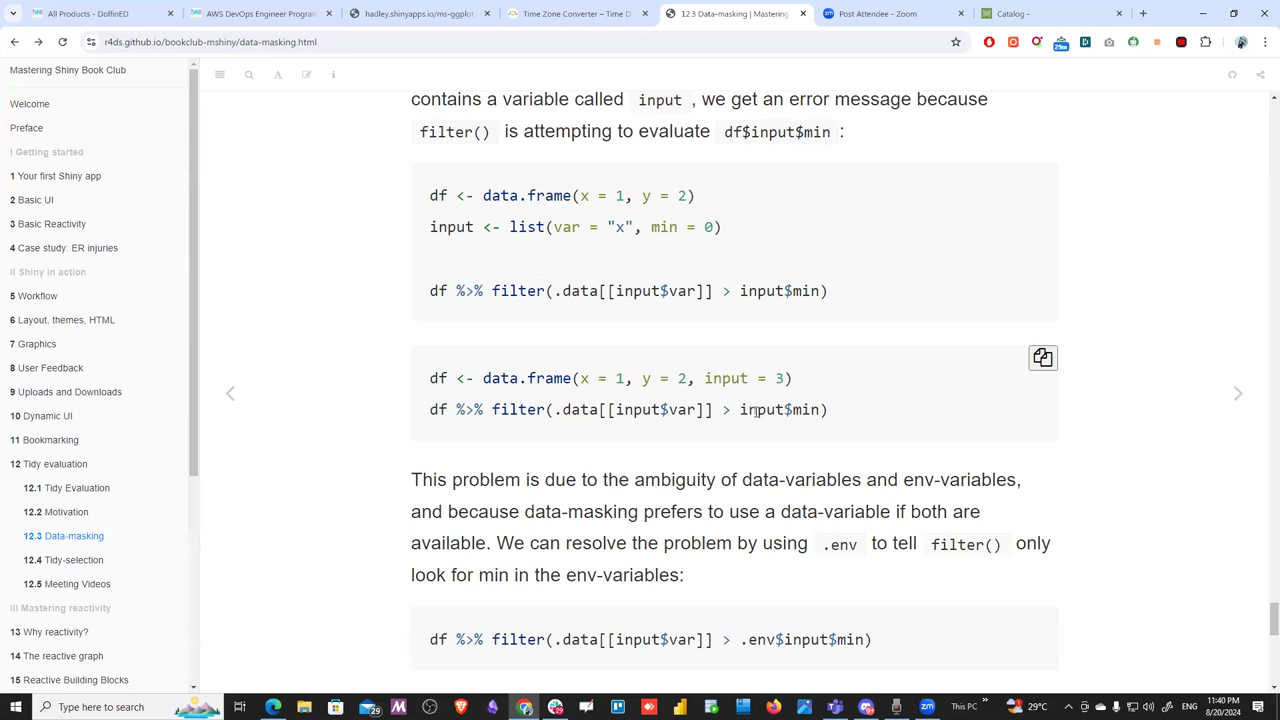 All Products - DolfinED
AWS DevOps Engineer Progra
hadley.shinyapps.io/ms-ggplot
Time Zone Converter – Time D
12.3 Data-masking | Mastering
Post Attendee - Zoom
Catalog -
r4ds.github.io/bookclub-mshiny/data-masking.html
Mastering Shiny Book Club
Welcome
Preface
I Getting started
1 Your first Shiny app
2 Basic UI
3 Basic Reactivity
4 Case study: ER injuries
II Shiny in action
5 Workflow
6 Layout, themes, HTML
7 Graphics
8 User Feedback
9 Uploads and Downloads
10 Dynamic UI
11 Bookmarking
12 Tidy evaluation
12.1 Tidy Evaluation
12.2 Motivation
12.3 Data-masking
12.4 Tidy-selection
12.5 Meeting Videos
III Mastering reactivity
13 Why reactivity?
14 The reactive graph
15 Reactive Building Blocks
contains a variable called input , we get an error message because
filter() is attempting to evaluate df$input$min :
df <- data.frame(x = 1, y = 2)
input <- list(var = "x", min = 0)
df %>% filter(.data[[input$var]] > input$min)
df <- data.frame(x = 1, y = 2, input = 3)
df %>% filter(.data[[input$var]] > input$min)
This problem is due to the ambiguity of data-variables and env-variables,
and because data-masking prefers to use a data-variable if both are
available. We can resolve the problem by using .env to tell filter() only
look for min in the env-variables:
df %>% filter(.data[[input$var]] > .env$input$min)
Type here to search
This PC
29°C
11:40 PM
8/20/2024